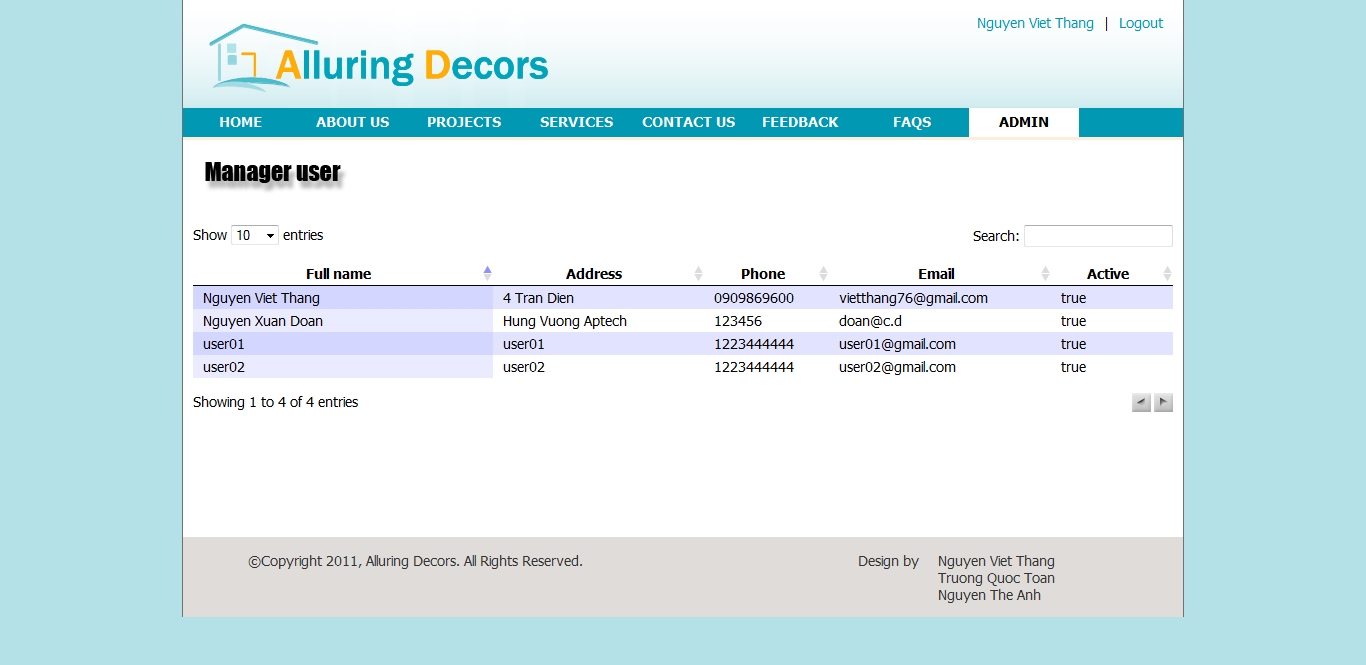 Nguyen Viet Thang | Logout
Alluring Decors
HOME ABOUT US PROJECTS SERVICES CONTACT US FEEDBACK FAQS ADMIN
Manager user
Show 10 entries Search:
Full name Address Phone Email Active
Nguyen Viet Thang 4 Tran Dien 0909869600 vietthang76@gmail.com true
Nguyen Xuan Doan Hung Vuong Aptech 123456 doan@c.d true
user01 user01 1223444444 user01@gmail.com true
user02 user02 1223444444 user02@gmail.com true
Showing 1 to 4 of 4 entries
©Copyright 2011, Alluring Decors. All Rights Reserved. Design by Nguyen Viet Thang
Truong Quoc Toan
Nguyen The Anh